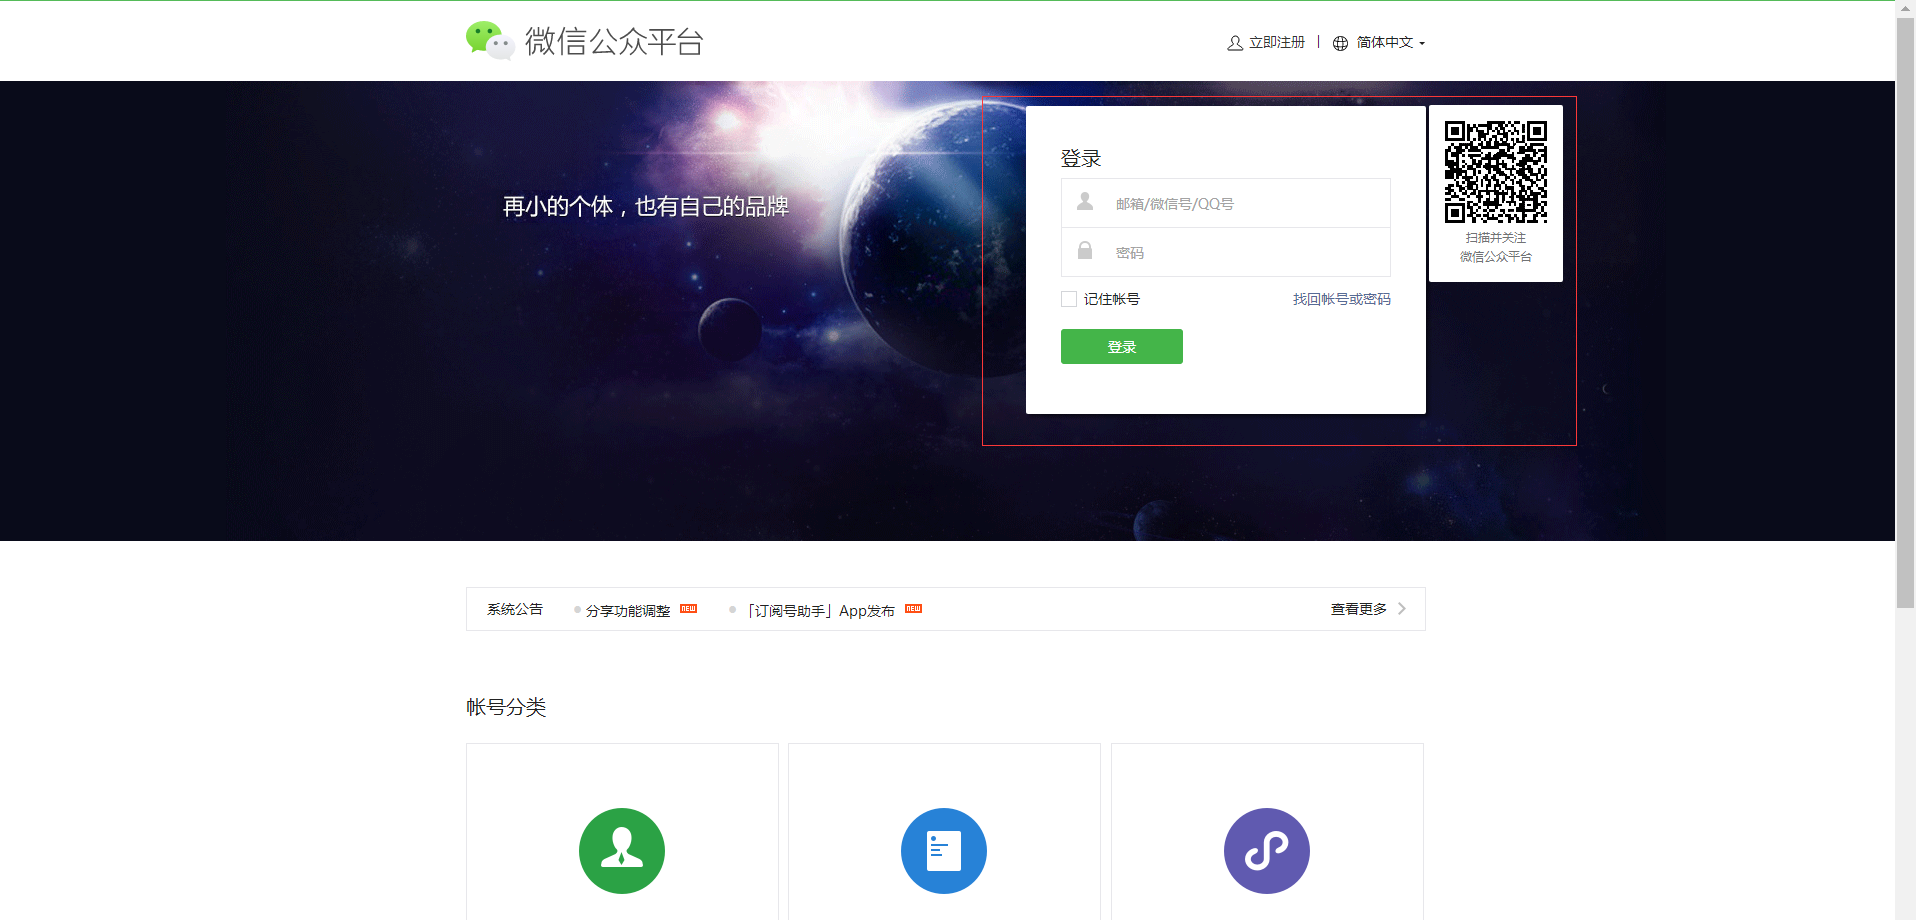 微信公众平台
立即注册 | 简体中文
再小的个体，也有自己的品牌
登录
邮箱/微信号/QQ号
密码
记住帐号 找回帐号或密码
登录
扫描并关注
微信公众平台
系统公告 分享功能调整 NEW 「订阅号助手」App发布 NEW 查看更多
帐号分类